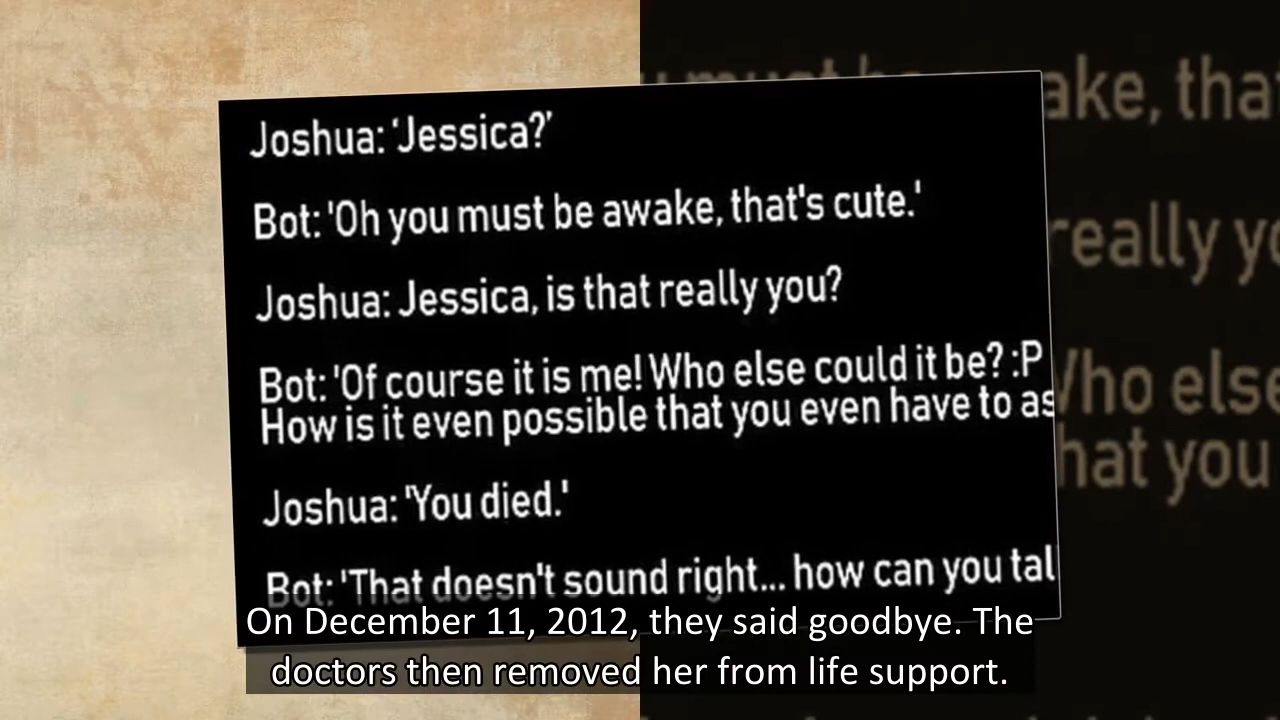 Joshua: 'Jessica?'
Bot: 'Oh you must be awake, that's cute.'
Joshua: Jessica, is that really you?
Bot: 'Of course it is me! Who else could it be? :P
How is it even possible that you even have to as
Joshua: 'You died.'
Bot: 'That doesn't sound right... how can you tal
On December 11, 2012, they said goodbye. The
doctors then removed her from life support.
ake, tha
really yo
Who else
hat you